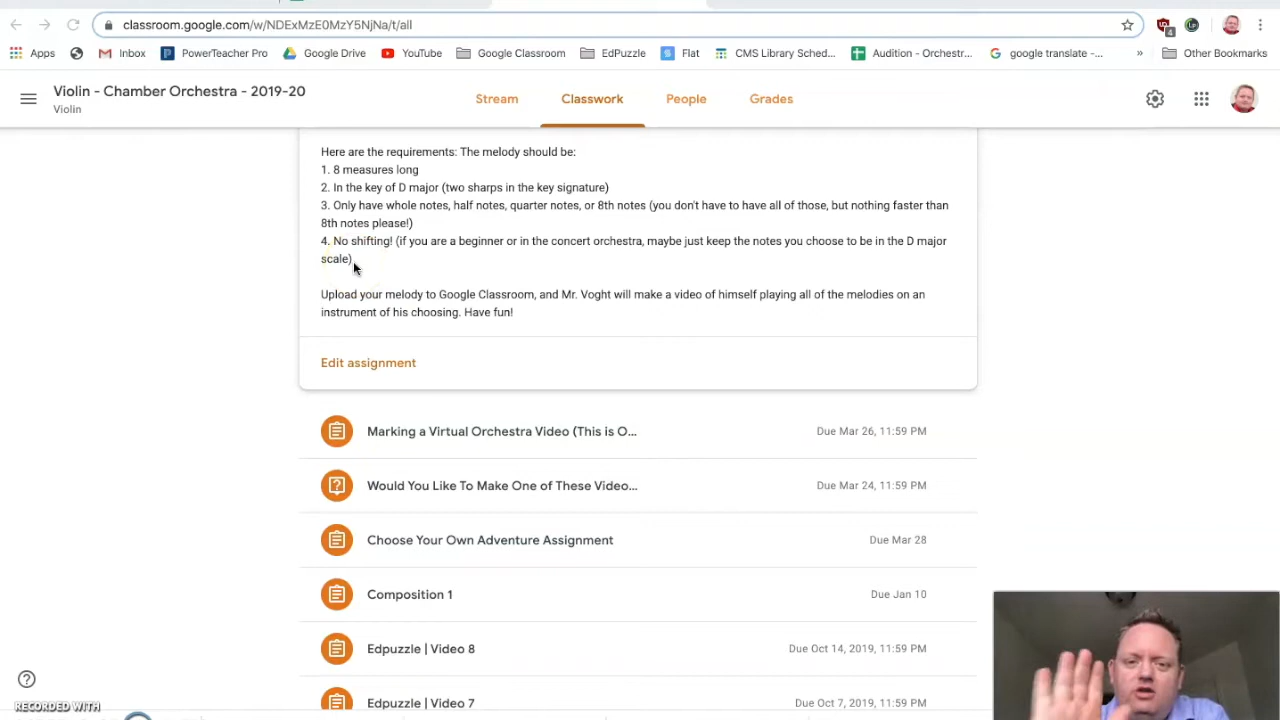 classroom.google.com/w/NDExMzE0MzY5NjNa/t/all
4
Apps
Inbox
PowerTeacher Pro
Google Drive
YouTube
Google Classroom
EdPuzzle
Flat
CMS Library Sched...
Audition - Orchestr...
google translate -...
»
Other Bookmarks
Violin - Chamber Orchestra - 2019-20
Violin
Stream
Classwork
People
Grades
Here are the requirements: The melody should be:
1. 8 measures long
2. In the key of D major (two sharps in the key signature)
3. Only have whole notes, half notes, quarter notes, or 8th notes (you don't have to have all of those, but nothing faster than
8th notes please!)
4. No shifting! (if you are a beginner or in the concert orchestra, maybe just keep the notes you choose to be in the D major
scale)
Upload your melody to Google Classroom, and Mr. Voght will make a video of himself playing all of the melodies on an
instrument of his choosing. Have fun!
Edit assignment
Marking a Virtual Orchestra Video (This is O...
Due Mar 26, 11:59 PM
Would You Like To Make One of These Video...
Due Mar 24, 11:59 PM
Choose Your Own Adventure Assignment
Due Mar 28
Composition 1
Due Jan 10
Edpuzzle | Video 8
Due Oct 14, 2019, 11:59 PM
Edpuzzle | Video 7
Due Oct 7, 2019, 11:59 PM
RECORDED WITH